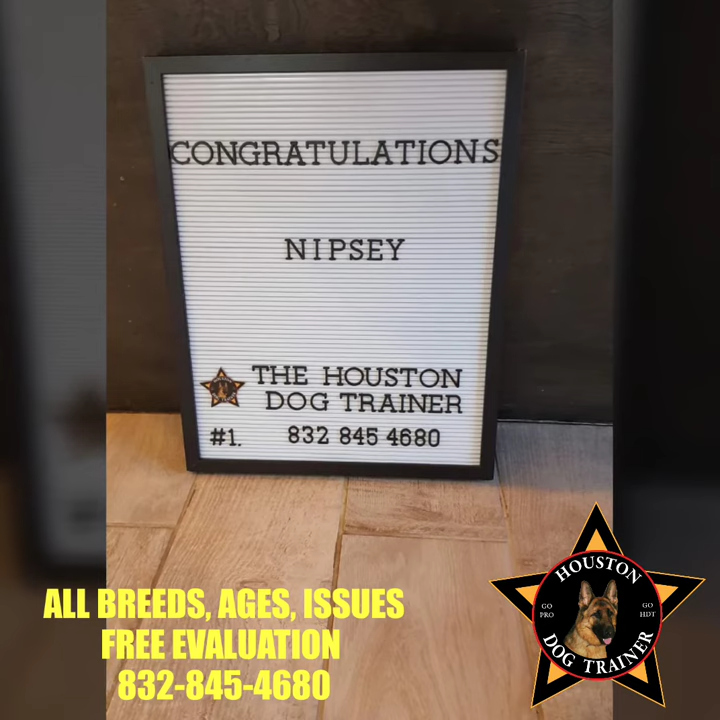 CONGRATULATIONS
NIPSEY
THE HOUSTON
DOG TRAINER
#1. 832 845 4680
ALL BREEDS, AGES, ISSUES
FREE EVALUATION
832-845-4680
HOUSTON
GO PRO
GO HDT
DOG TRAINER